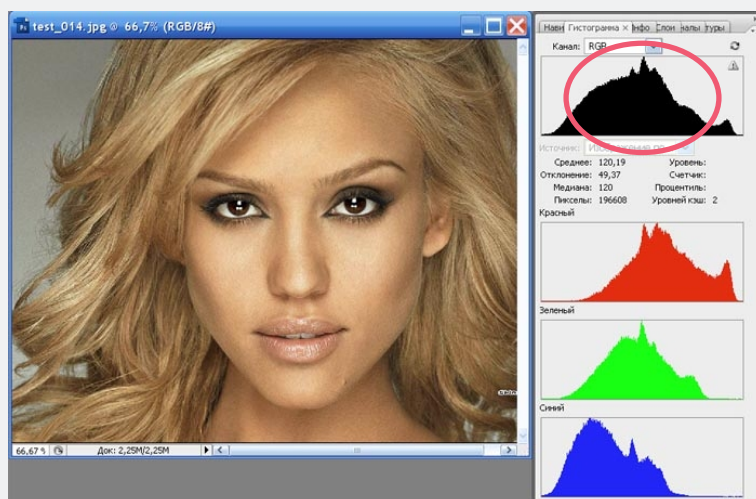 test_014.jpg @ 66,7% (RGB/8#)
Гистограмма ×
Инфо
Слои
Канал: RGB
Источник:
Среднее: 120,19 Уровень:
Отклонение: 49,37 Счетчик:
Медиана: 120 Процентиль:
Пикселы: 196608 Уровней кэш: 2
Красный
Зеленый
Синий
66,67 Док: 2,25M/2,25M